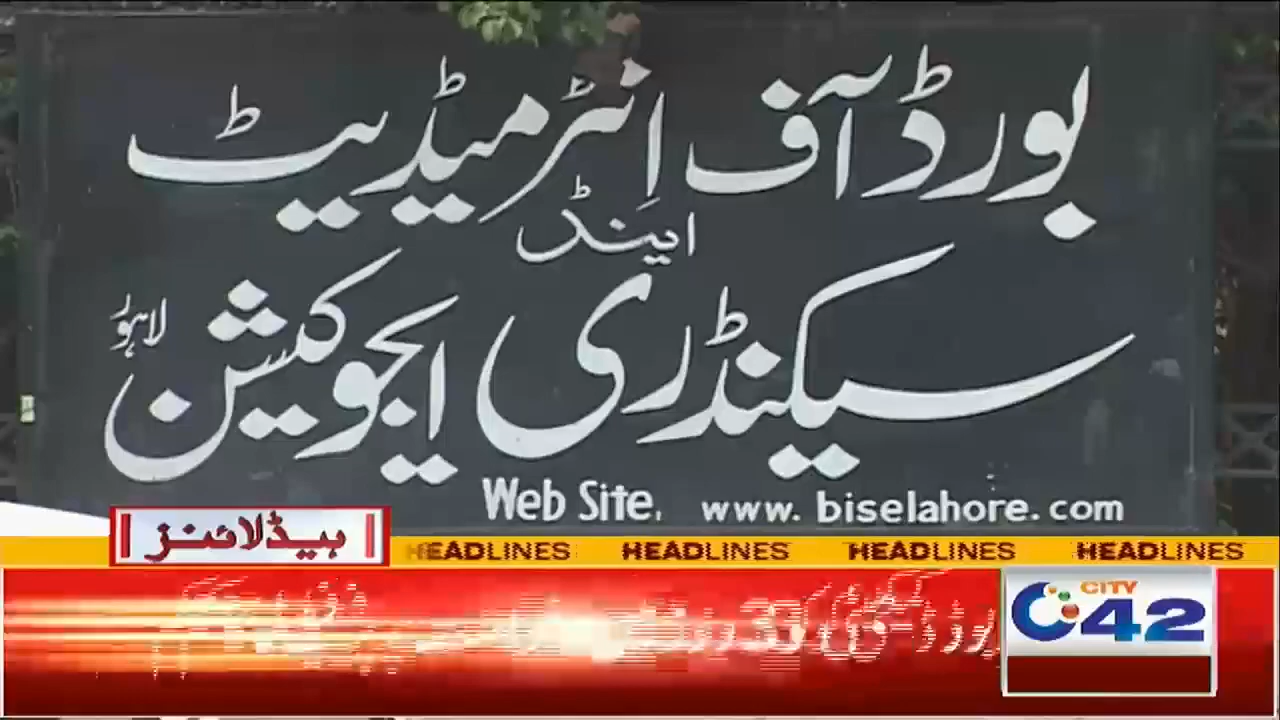 بورڈ آف انٹرمیڈیٹ
اینڈ
سیکنڈری ایجوکیشن لاہور
Web Site. www.biselahore.com
ہیڈلائنز
HEADLINES HEADLINES HEADLINES HEADLINES
CITY
42